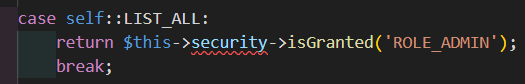 case self::LIST_ALL:
return $this->security->isGranted('ROLE_ADMIN');
break;